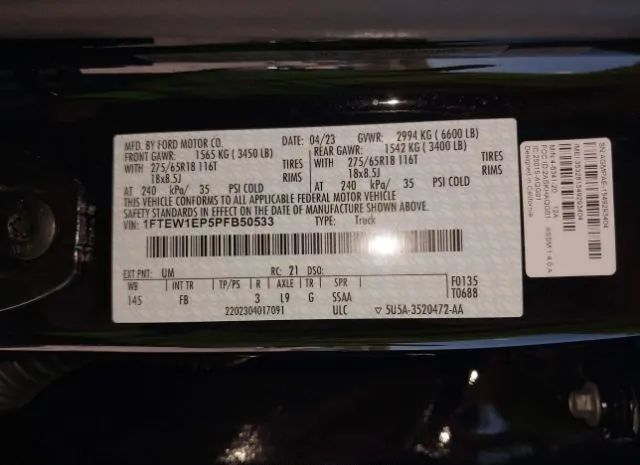 MFD. BY FORD MOTOR CO.
DATE: 04/23 GVWR: 2994 KG ( 6600 LB)
FRONT GAWR: 1565 KG ( 3450 LB) REAR GAWR: 1542 KG ( 3400 LB)
WITH 275/65R18 116T TIRES WITH 275/65R18 116T TIRES
18x8.5J RIMS 18x8.5J RIMS
AT 240 kPa/ 35 PSI COLD AT 240 kPa/ 35 PSI COLD
THIS VEHICLE CONFORMS TO ALL APPLICABLE FEDERAL MOTOR
VEHICLE SAFETY AND THEFT PREVENTION STANDARDS IN EFFECT ON THE DATE OF MANUFACTURE SHOWN ABOVE.
VIN: 1FTEW1EP5PFB50533 TYPE: Truck
EXT PNT: UM RC: 21 DSO:
WB INT TR TP/PS R AXLE TR SPR
145 FB 3 L9 G SSAA
F0135
T0688
2202304017091 ULC ▽ 5U5A-3520472-AA